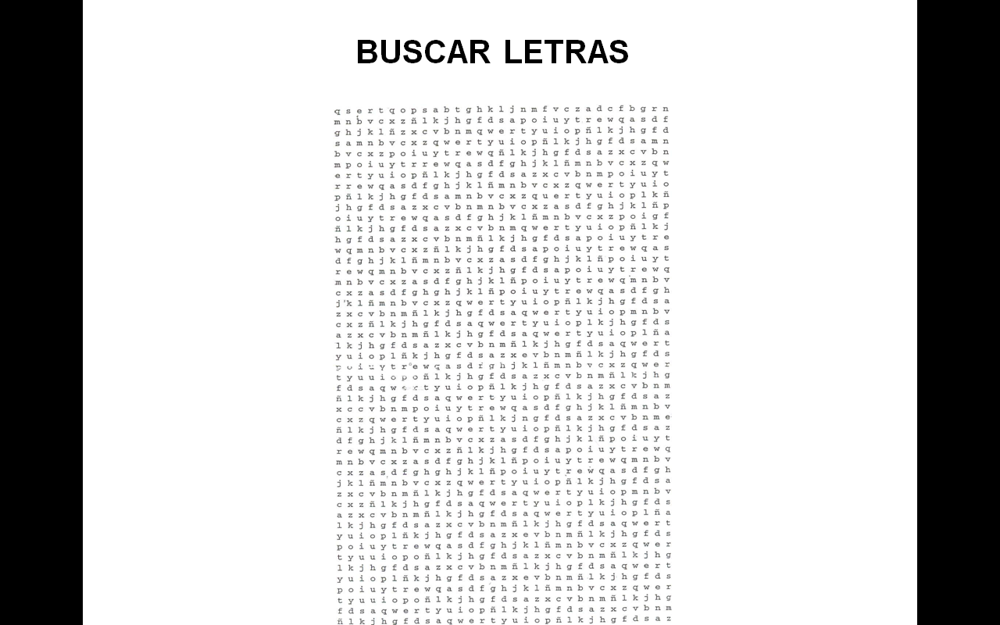 BUSCAR LETRAS
q s e r t q o p s a b t g h k l j n m f v c z a d c f b g r n
m n b v c x z ñ l k j h g f d s a p o i u y t r e w q a s d f
g h j k l ñ z x c v b n m q w e r t y u i o p ñ l k j h g f d
s a m n b v c x z q w e r t y u i o p ñ l k j h g f d s a m n
b v c x z p o i u y t r e w q ñ l k j h g f d s a z x c v b n
m p o i u y t r r e w q a s d f g h j k l ñ m n b v c x z q w
e r t y u i o p ñ l k j h g f d s a z x c v b n m p o i u y t
r r e w q a s d f g h j k l ñ m n b v c x z q w e r t y u i o
p ñ l k j h g f d s a m n b v c x z q u e r t y u i o p l k ñ
j h g f d s a z x c v b n m n b v c x z a s d f g h j k l ñ p
o i u y t r e w q a s d f g h j k l ñ m n b v c x z p o i g f
ñ l k j h g f d s a z x c v b n m q w e r t y u i o p ñ l k j
h g f d s a z x c v b n m ñ l k j h g f d s a p o i u y t r e
w q m n b v c x z ñ l k j h g f d s a p o i u y t r e w q a s
d f g h j k l ñ m n b v c x z a s d f g h j k l ñ p o i u y t
r e w q m n b v c x z ñ l k j h g f d s a p o i u y t r e w q
m n b v c x z a s d f g h j k l ñ p o i u y t r e w q m n b v
c x z a s d f g h g h j k l ñ p o i u y t r e w q a s d f g h
j k l ñ m n b v c x z q w e r t y u i o p ñ l k j h g f d s a
z x c v b n m ñ l k j h g f d s a q w e r t y u i o p m n b v
c x z ñ l k j h g f d s a q w e r t y u i o p l k j h g f d s
a z x c v b n m ñ l k j h g f d s a q w e r t y u i o p l ñ a
l k j h g f d s a z x c v b n m ñ l k j h g f d s a q w e r t
y u i o p l ñ k j h g f d s a z x e v b n m ñ l k j h g f d s
p o i u y t r e w q a s d f g h j k l ñ m n b v c x z q w e r
t y u u i o p o ñ l k j h g f d s a z x c v b n m ñ l k j h g
f d s a q w e r t y u i o p ñ l k j h g f d s a z x c v b n m
ñ l k j h g f d s a q w e r t y u i o p ñ l k j h g f d s a z
x c c v b n m p o i u y t r e w q a s d f g h j k l ñ m n b v
c x z q w e r t y u i o p ñ l k j n g f d s a z x c v b n m e
ñ l k j h g f d s a q w e r t y u i o p ñ l k j h g f d s a z
d f g h j k l ñ m n b v c x z a s d f g h j k l ñ p o i u y t
r e w q m n b v c x z ñ l k j h g f d s a p o i u y t r e w q
m n b v c x z a s d f g h j k l ñ p o i u y t r e w q m n b v
c x z a s d f g h g h j k l ñ p o i u y t r e w q a s d f g h
j k l ñ m n b v c x z q w e r t y u i o p ñ l k j h g f d s a
z x c v b n m ñ l k j h g f d s a q w e r t y u i o p m n b v
c x z ñ l k j h g f d s a q w e r t y u i o p l k j h g f d s
a z x c v b n m ñ l k j h g f d s a q w e r t y u i o p l ñ a
l k j h g f d s a z x c v b n m ñ l k j h g f d s a q w e r t
y u i o p l ñ k j h g f d s a z x e v b n m ñ l k j h g f d s
p o i u y t r e w q a s d f g h j k l ñ m n b v c x z q w e r
t y u u i o p o ñ l k j h g f d s a z x c v b n m ñ l k j h g
l k j h g f d s a z x c v b n m ñ l k j h g f d s a q w e r t
y u i o p l ñ k j h g f d s a z x e v b n m ñ l k j h g f d s
p o i u y t r e w q a s d f g h j k l ñ m n b v c x z q w e r
t y u u i o p o ñ l k j h g f d s a z x c v b n m ñ l k j h g
f d s a q w e r t y u i o p ñ l k j h g f d s a z x c v b n m
ñ l k j h g f d s a q w e r t y u i o p ñ l k j h g f d s a z